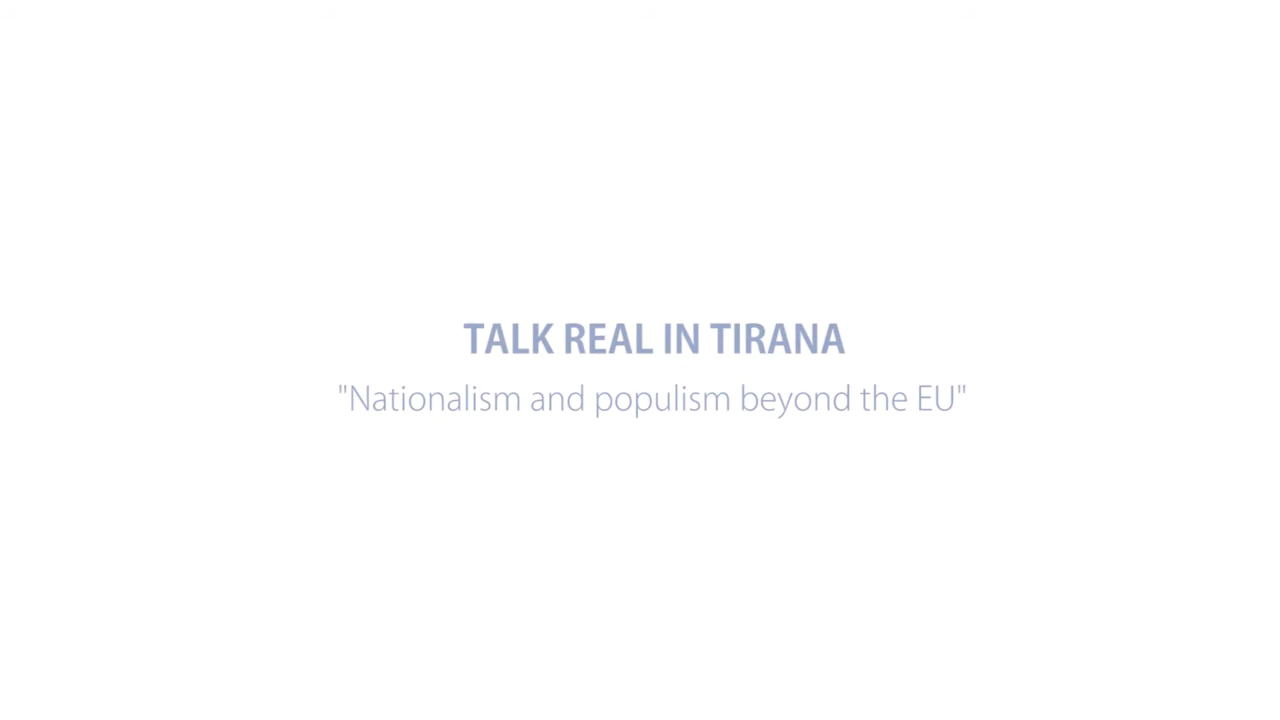 TALK REAL IN TIRANA
"Nationalism and populism beyond the EU"